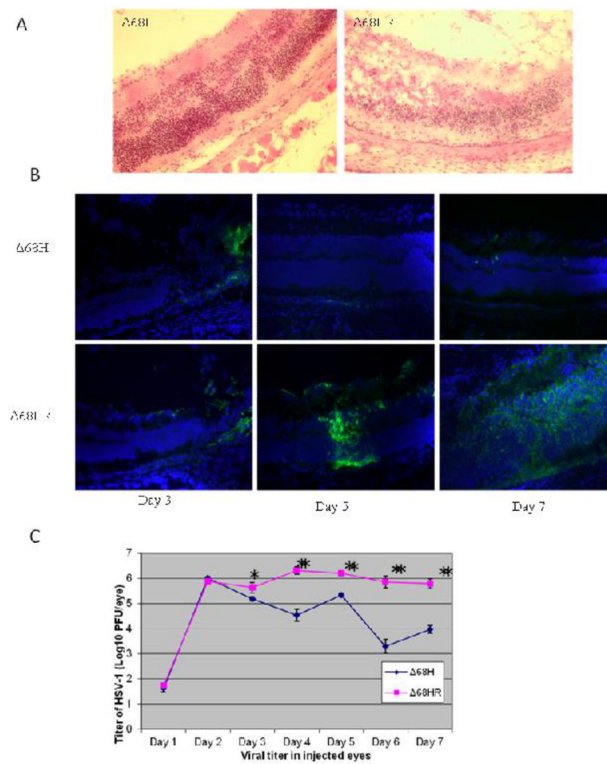 A
Δ68H
B
Δ68H
Day 3
Day 5
Day 7
C
7
6
5
4
3
2
1
0
Titer of HSV-1 (Log10 PFU/eye)
* ** ** ** **
Δ68H
Δ68HR
Day 1 Day 2 Day 3 Day 4 Day 5 Day 6 Day 7
Viral titer in injected eyes